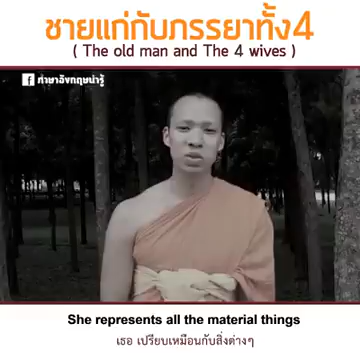 ชายแก่กับภรรยาทั้ง4
( The old man and The 4 wives )
f ภาษาอังกฤษน่ารู้
She represents all the material things
เธอ เปรียบเหมือนกับสิ่งต่างๆ